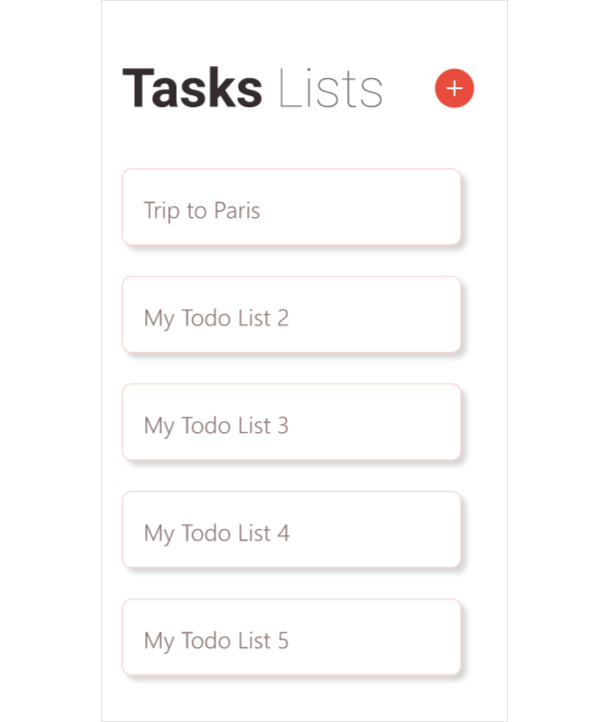 Tasks Lists
+
Trip to Paris
My Todo List 2
My Todo List 3
My Todo List 4
My Todo List 5